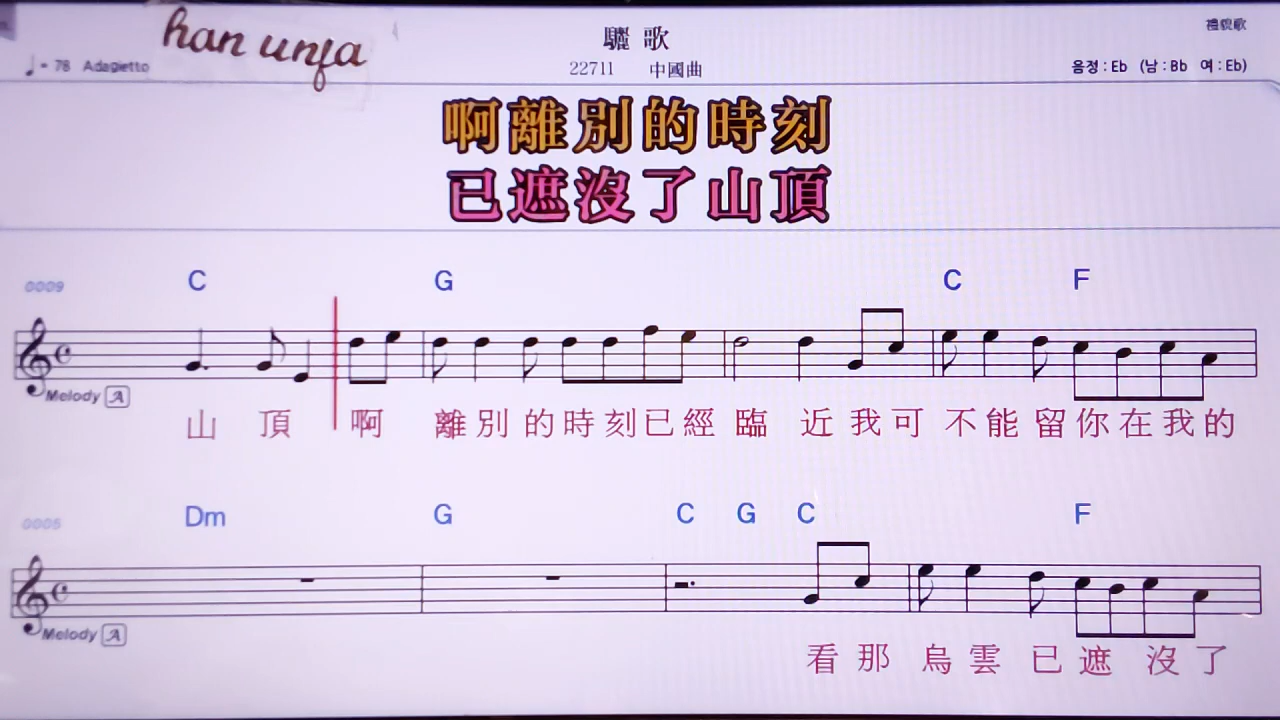 han unfa
驪歌
禮貌歌
♩= 78 Adagietto
22711 中國曲
음정 : Eb (남 : Bb 여 : Eb)
啊離別的時刻
已遮沒了山頂
0009
C G C F
Melody A
山 頂 啊 離別 的時刻已經 臨 近 我可 不能 留你在我的
0005
Dm G C G C F
Melody A
看那 烏雲 已遮 沒了